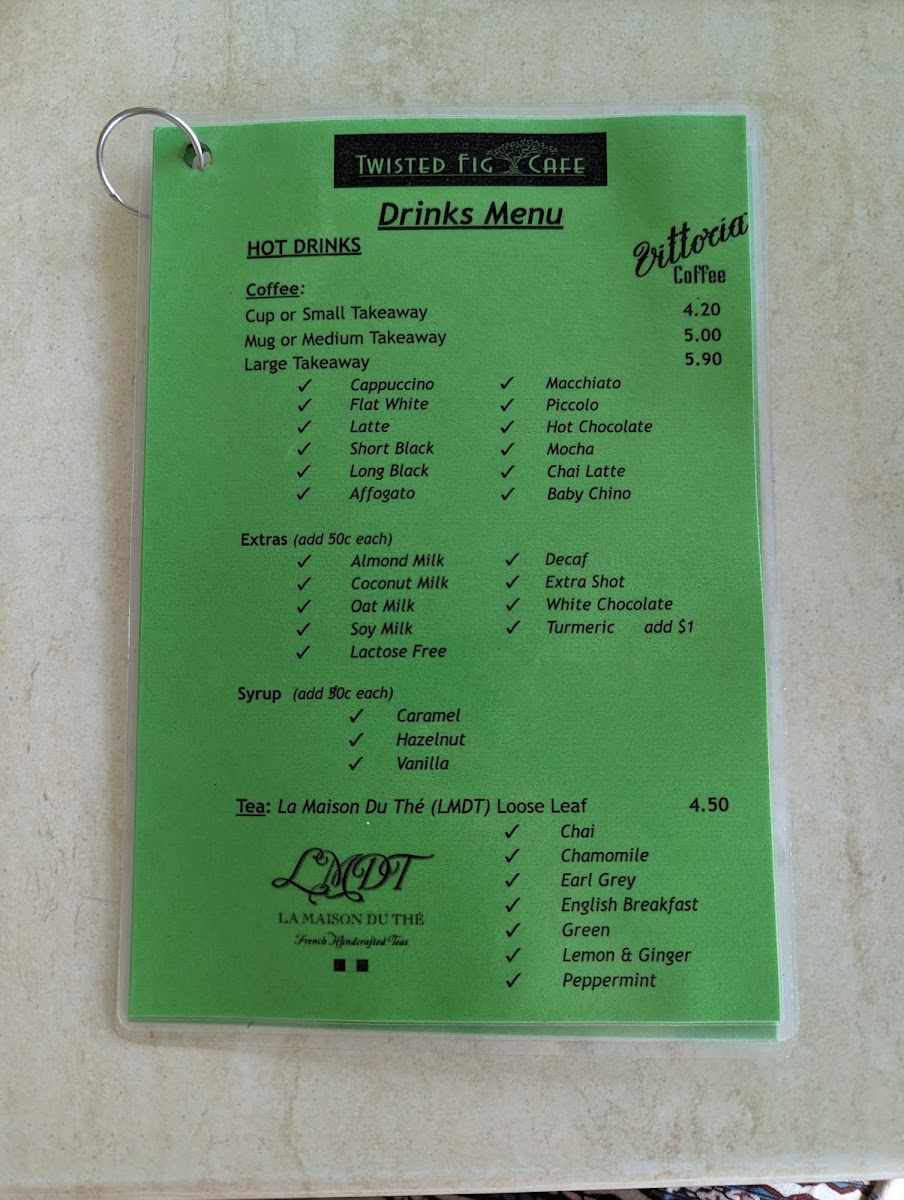 TWISTED FIG CAFE
Drinks Menu
HOT DRINKS
Vittoria
Coffee
Coffee:
Cup or Small Takeaway 4.20
Mug or Medium Takeaway 5.00
Large Takeaway 5.90
✓ Cappuccino ✓ Macchiato
✓ Flat White ✓ Piccolo
✓ Latte ✓ Hot Chocolate
✓ Short Black ✓ Mocha
✓ Long Black ✓ Chai Latte
✓ Affogato ✓ Baby Chino
Extras (add 50c each)
✓ Almond Milk ✓ Decaf
✓ Coconut Milk ✓ Extra Shot
✓ Oat Milk ✓ White Chocolate
✓ Soy Milk ✓ Turmeric add $1
✓ Lactose Free
Syrup (add each)
✓ Caramel
✓ Hazelnut
✓ Vanilla
Tea: La Maison Du Thé (LMDT) Loose Leaf 4.50
✓ Chai
✓ Chamomile
✓ Earl Grey
✓ English Breakfast
✓ Green
✓ Lemon & Ginger
✓ Peppermint
LMDT
LA MAISON DU THÉ
French Handcrafted Teas